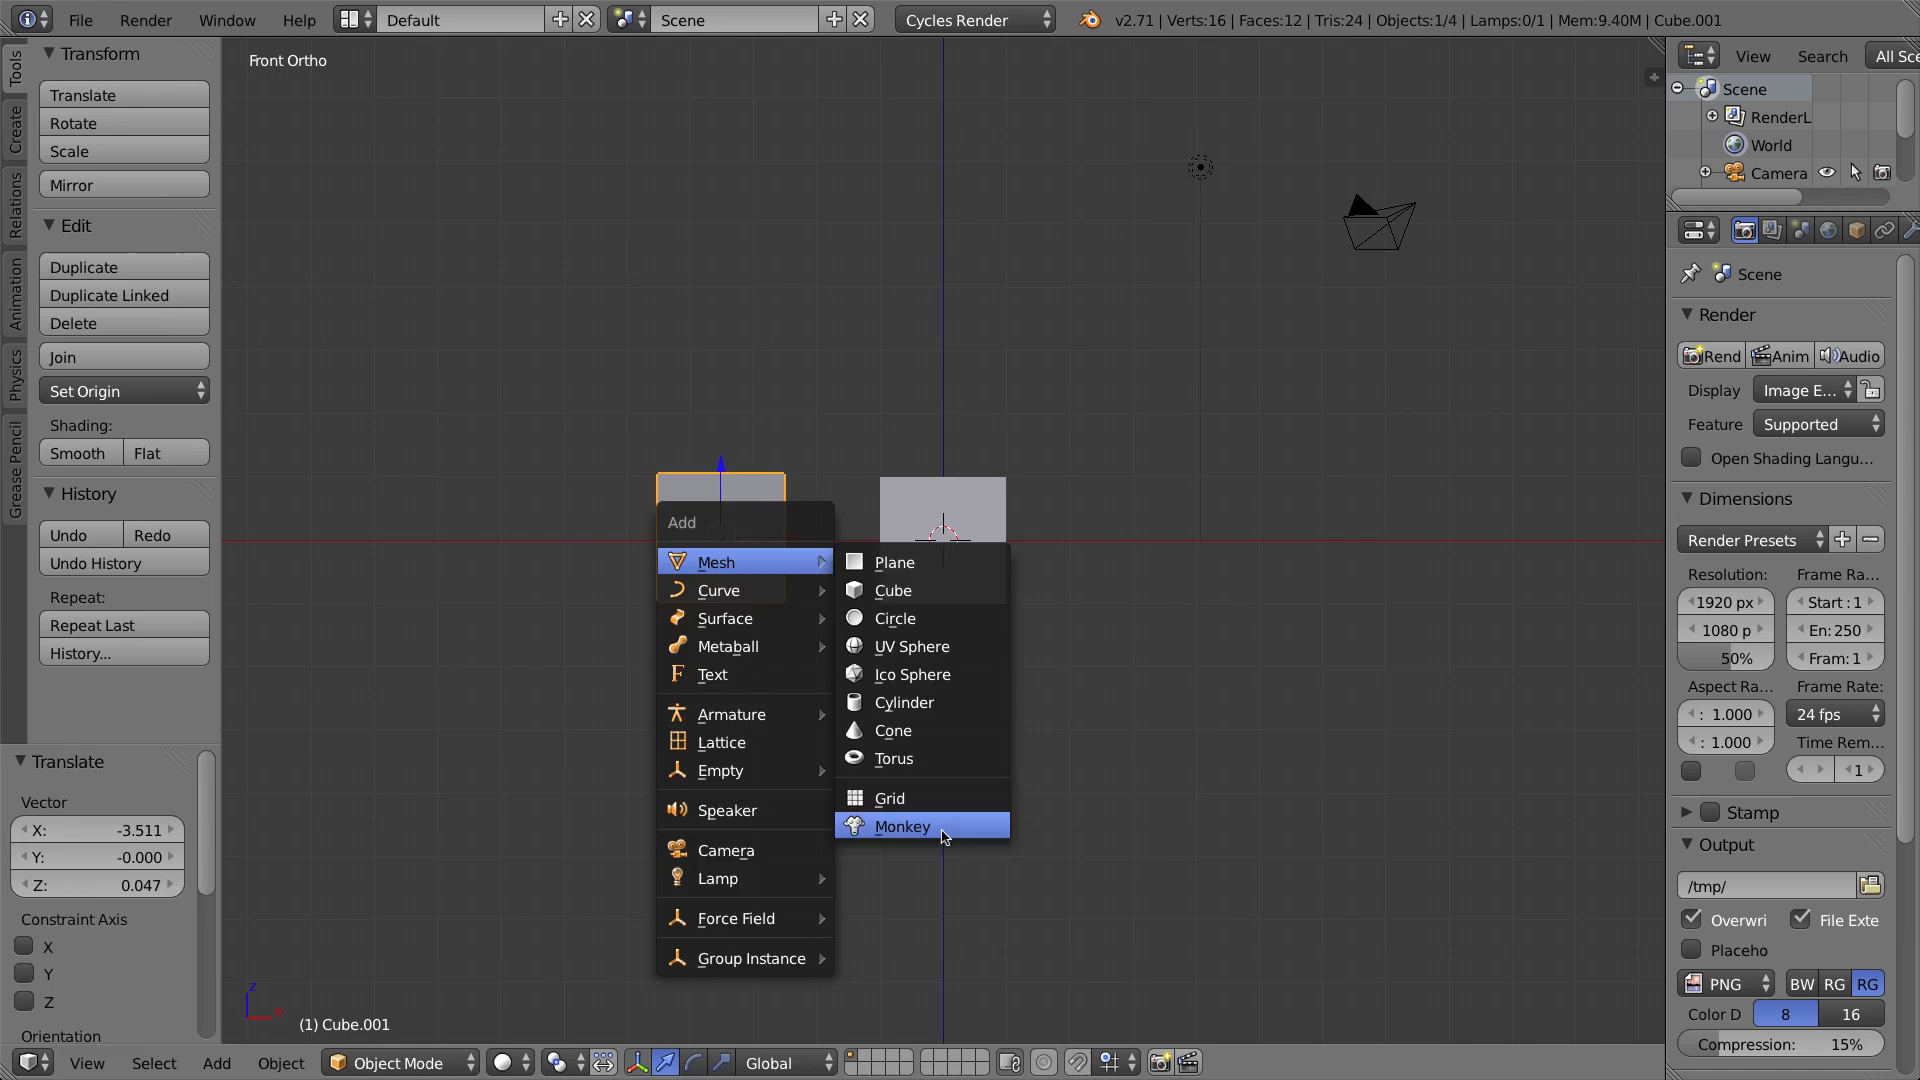 File Render Window Help Default Scene Cycles Render v2.71 | Verts:16 | Faces:12 | Tris:24 | Objects:1/4 | Lamps:0/1 | Mem:9.40M | Cube.001
Tools
Create
Relations
Animation
Physics
Grease Pencil
Transform
Translate
Rotate
Scale
Mirror
Edit
Duplicate
Duplicate Linked
Delete
Join
Set Origin
Shading:
Smooth Flat
History
Undo Redo
Undo History
Repeat:
Repeat Last
History...
Translate
Vector
X: -3.511
Y: -0.000
Z: 0.047
Constraint Axis
X
Y
Z
Orientation
Front Ortho
Add
Mesh
Curve
Surface
Metaball
Text
Armature
Lattice
Empty
Speaker
Camera
Lamp
Force Field
Group Instance
Plane
Cube
Circle
UV Sphere
Ico Sphere
Cylinder
Cone
Torus
Grid
Monkey
z
x
(1) Cube.001
View Select Add Object Object Mode Global
View Search All Sce
Scene
RenderL
World
Camera
Scene
Render
Rend Anim Audio
Display Image E...
Feature Supported
Open Shading Langu...
Dimensions
Render Presets
Resolution: Frame Ra...
1920 px Start : 1
1080 p En: 250
50% Fram: 1
Aspect Ra... Frame Rate:
: 1.000 24 fps
: 1.000 Time Rem...
1
Stamp
Output
/tmp/
Overwri File Exte
Placeho
PNG BW RG RG
Color D 8 16
Compression: 15%